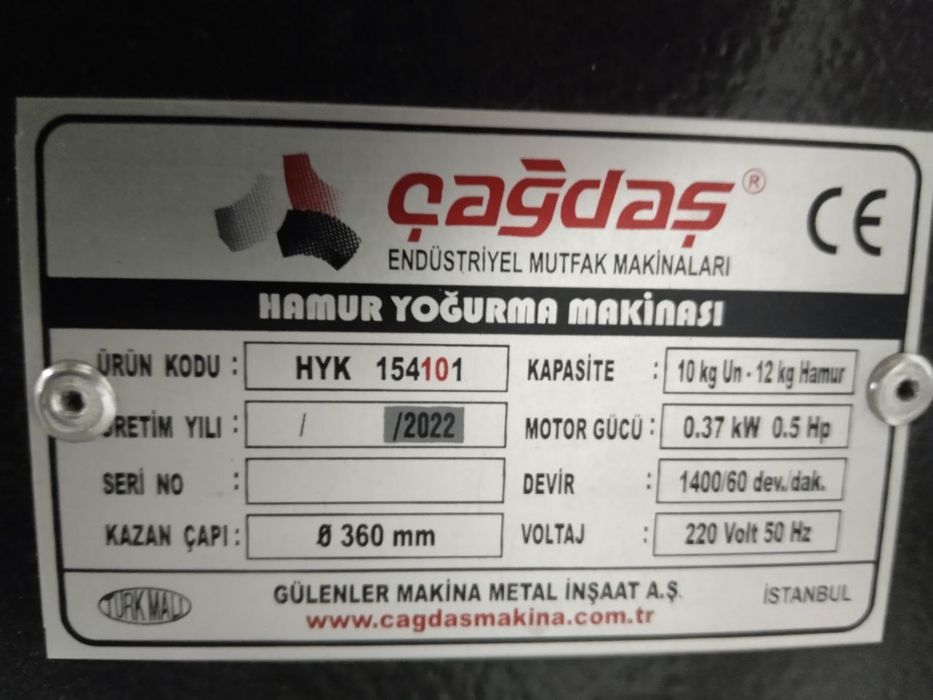 çağdaş®
CE
ENDÜSTRİYEL MUTFAK MAKİNALARI
HAMUR YOĞURMA MAKİNASI
ÜRÜN KODU : HYK 154101 KAPASİTE : 10 kg Un - 12 kg Hamur
ÜRETİM YILI : / /2022 MOTOR GÜCÜ : 0.37 kW 0.5 Hp
SERİ NO : DEVİR : 1400/60 dev./dak.
KAZAN ÇAPI : Ø 360 mm VOLTAJ : 220 Volt 50 Hz
TÜRK MALI
GÜLENLER MAKİNA METAL İNŞAAT A.Ş.
İSTANBUL
www.cagdasmakina.com.tr